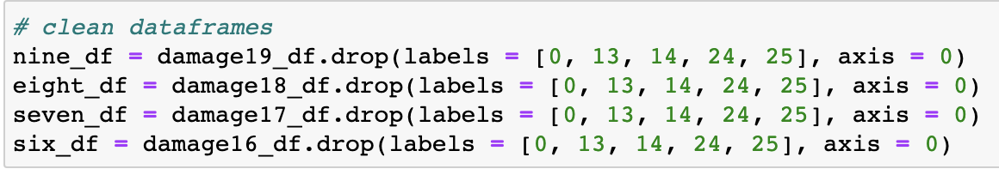 # clean dataframes
nine_df = damage19_df.drop(labels = [0, 13, 14, 24, 25], axis = 0)
eight_df = damage18_df.drop(labels = [0, 13, 14, 24, 25], axis = 0)
seven_df = damage17_df.drop(labels = [0, 13, 14, 24, 25], axis = 0)
six_df = damage16_df.drop(labels = [0, 13, 14, 24, 25], axis = 0)